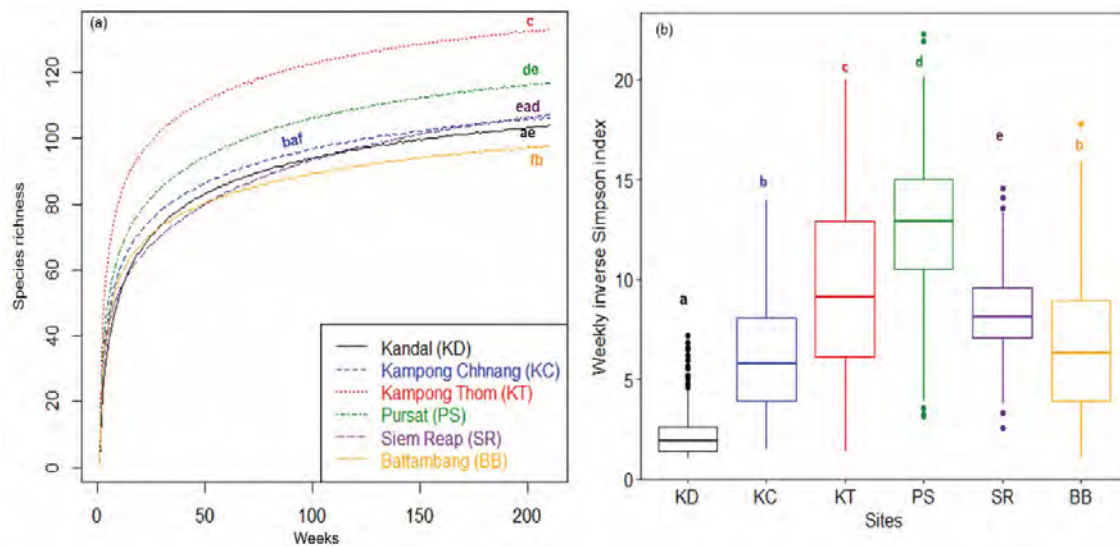 (a)
c
de
ead
baf
ae
fb
Species richness
0
20
40
60
80
100
120
0 50 100 150 200
Weeks
Kandal (KD)
Kampong Chhnang (KC)
Kampong Thom (KT)
Pursat (PS)
Siem Reap (SR)
Battambang (BB)
(b)
c
d
e
b
b
a
Weekly inverse Simpson index
20
15
10
5
0
KD KC KT PS SR BB
Sites